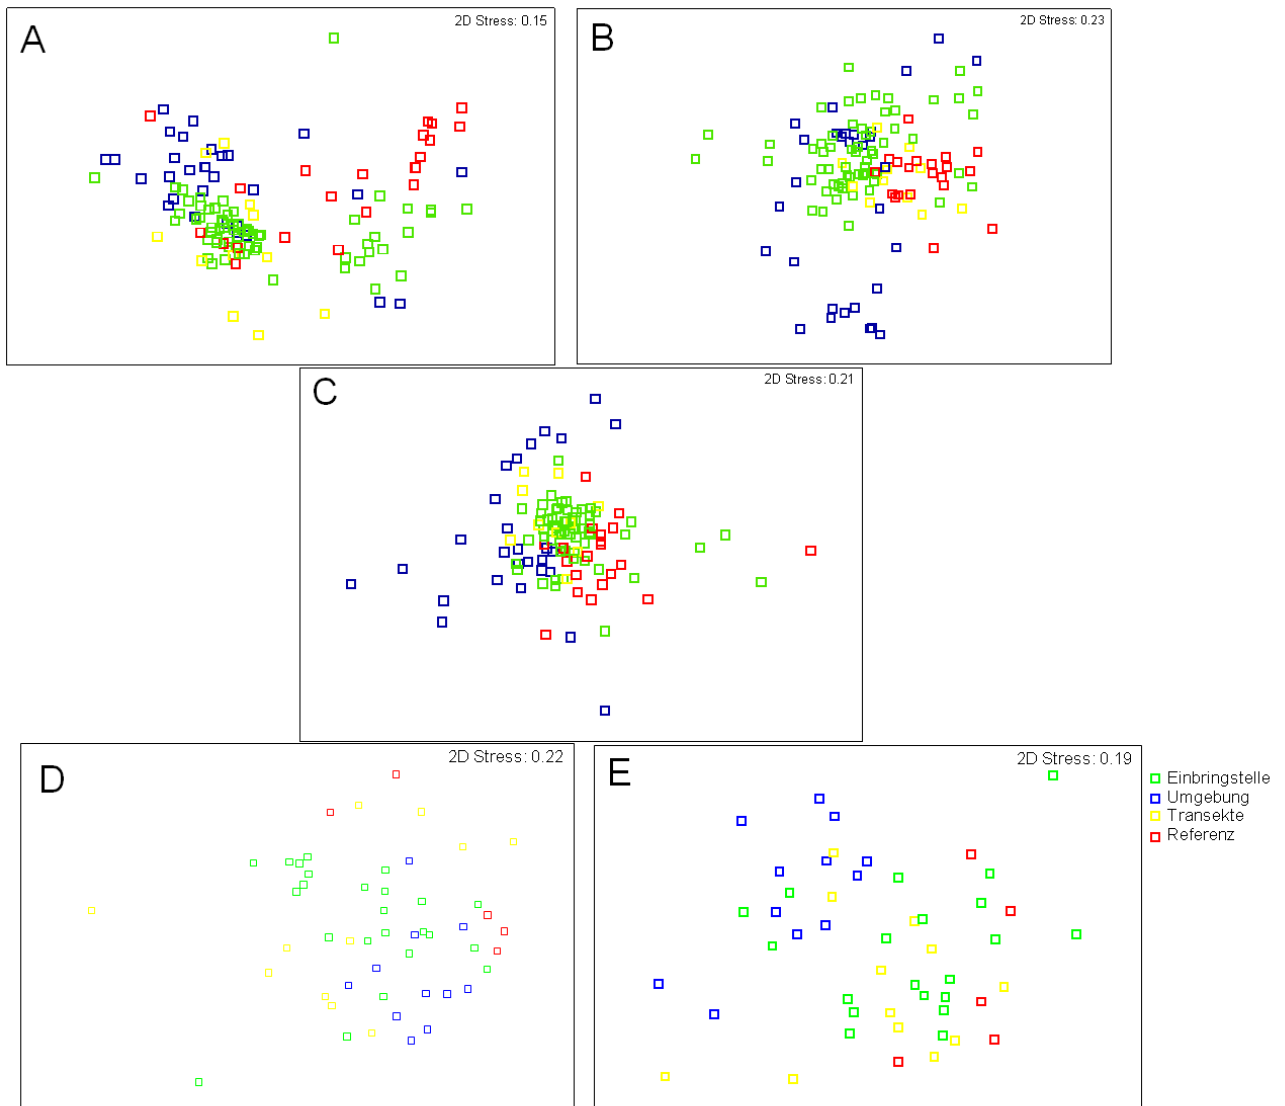 A
2D Stress: 0.15
B
2D Stress: 0.23
C
2D Stress: 0.21
D
2D Stress: 0.22
E
2D Stress: 0.19
Einbringstelle
Umgebung
Transekte
Referenz